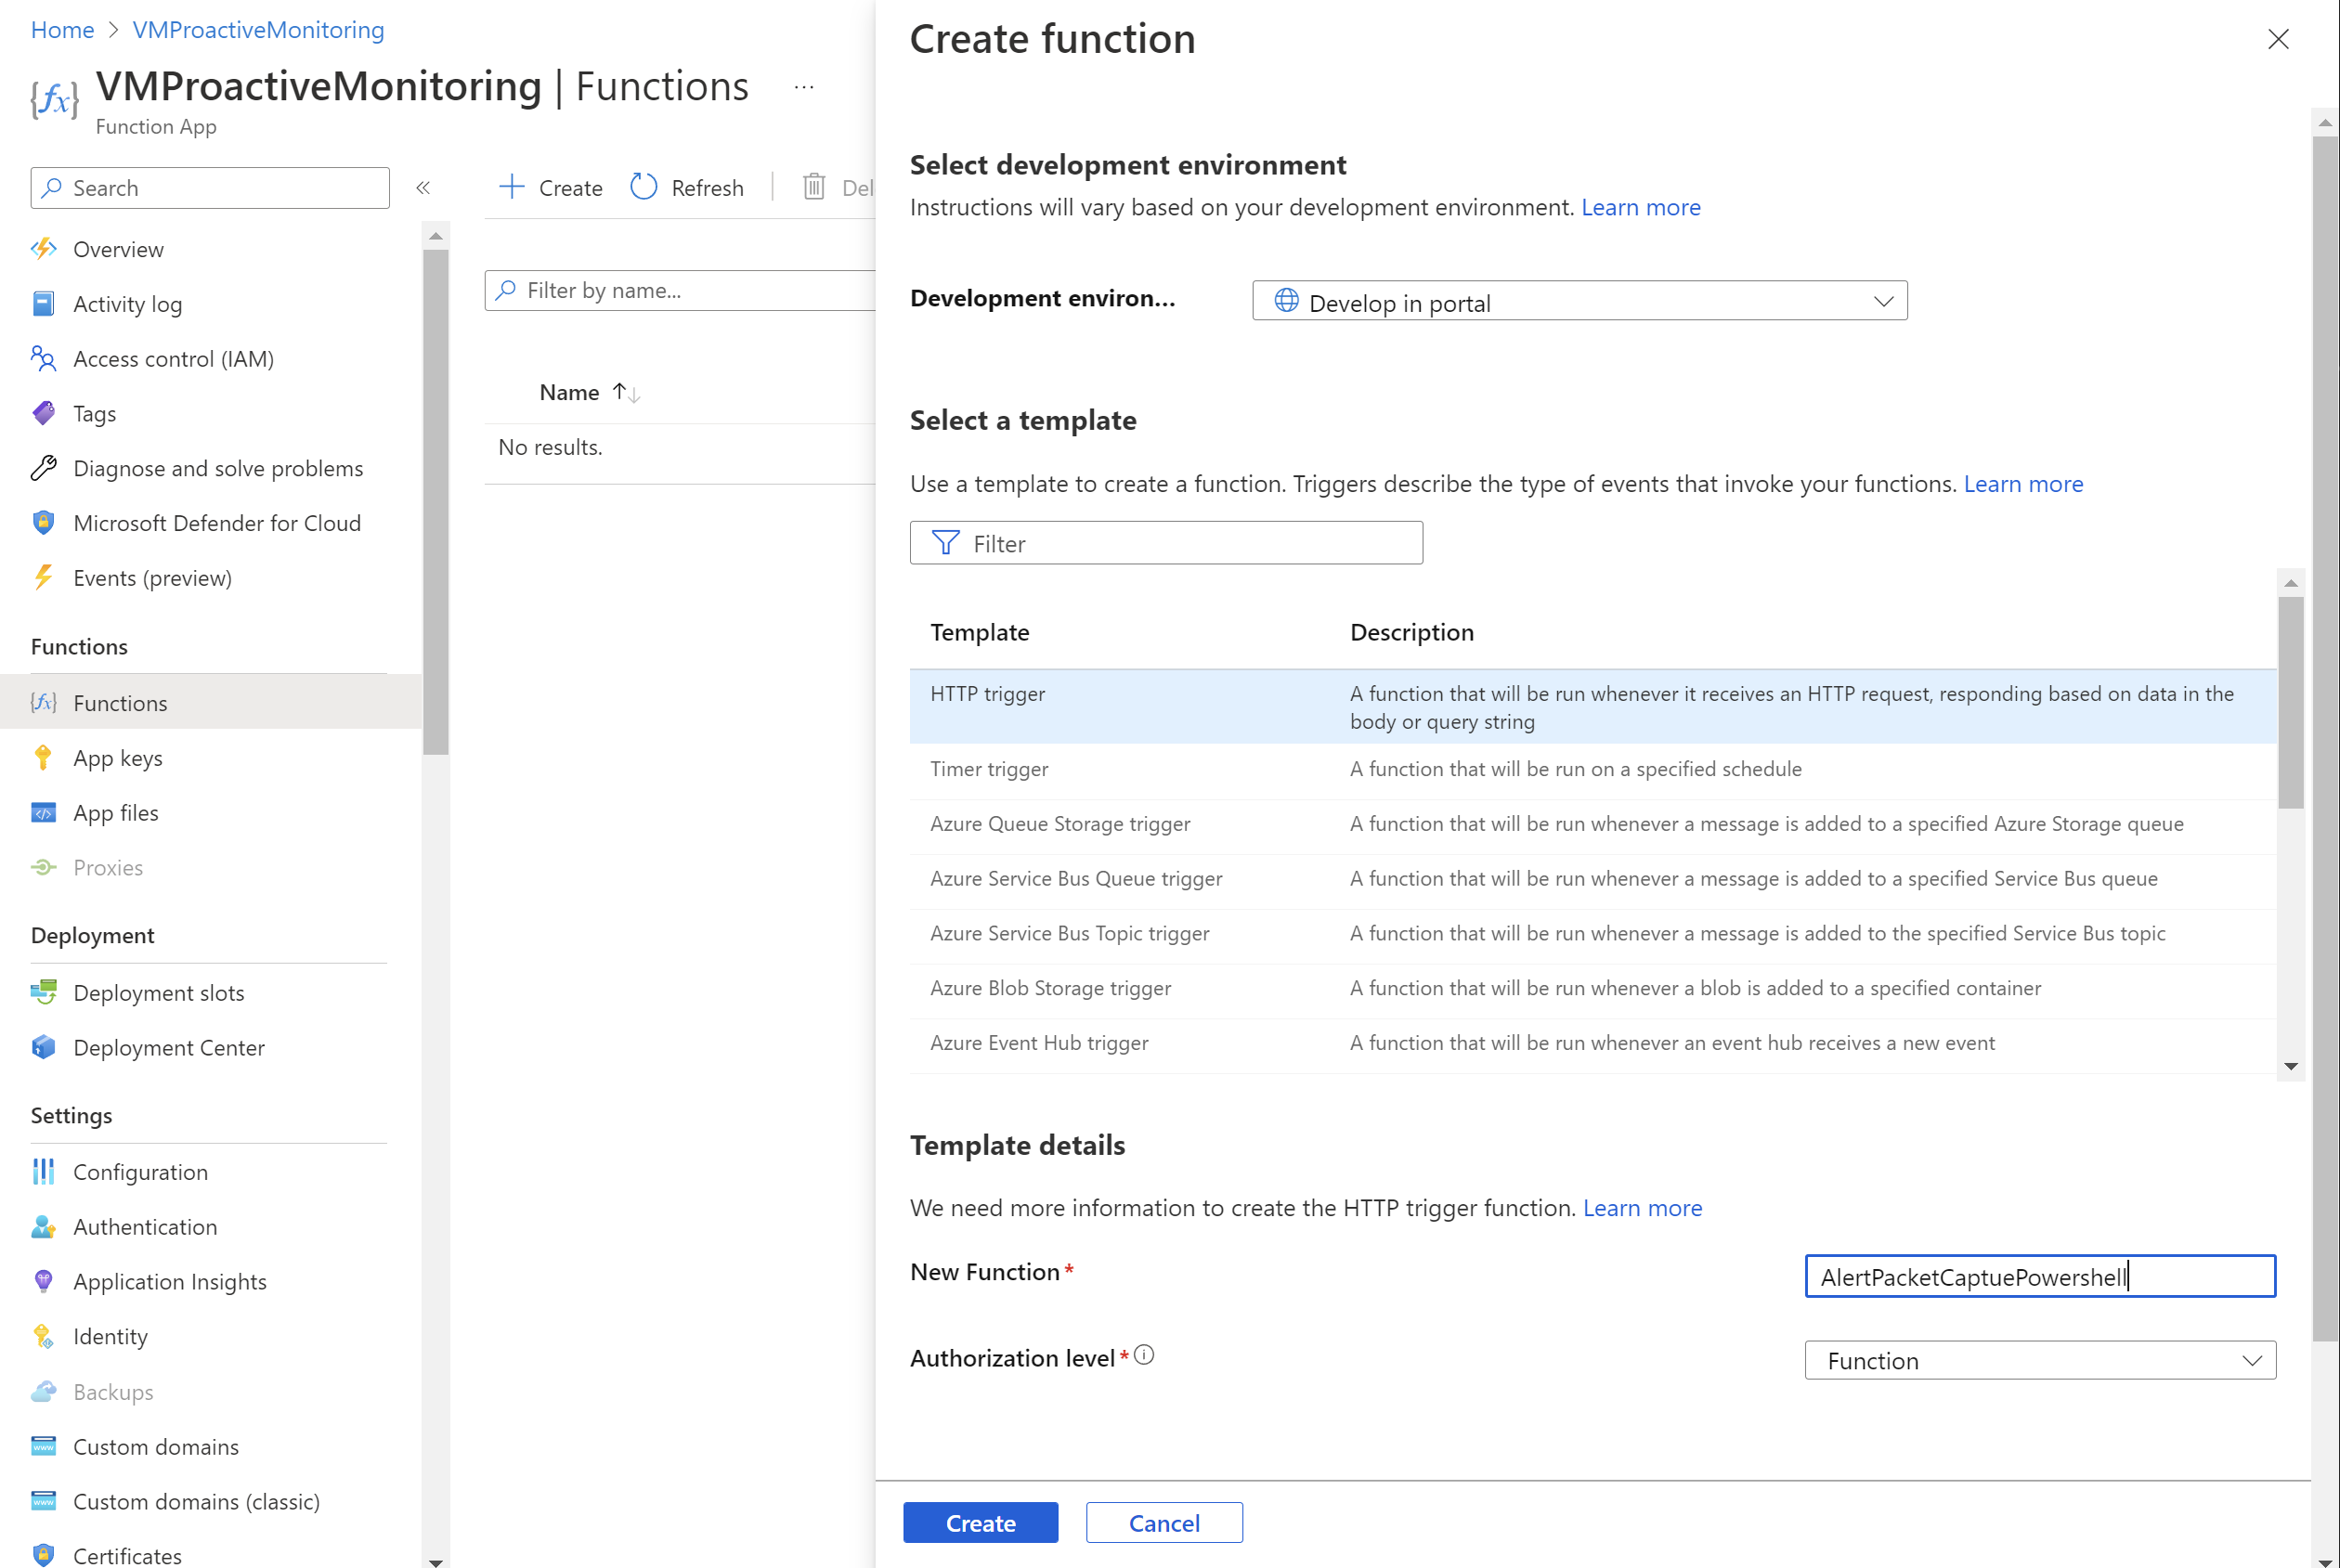 Home > VMProactiveMonitoring
VMProactiveMonitoring | Functions ...
Function App
Search «
Overview
Activity log
Access control (IAM)
Tags
Diagnose and solve problems
Microsoft Defender for Cloud
Events (preview)
Functions
Functions
App keys
App files
Proxies
Deployment
Deployment slots
Deployment Center
Settings
Configuration
Authentication
Application Insights
Identity
Backups
Custom domains
Custom domains (classic)
Certificates
Create Refresh Del
Filter by name...
Name ↑↓
No results.
Create function
Select development environment
Instructions will vary based on your development environment. Learn more
Development environ... Develop in portal
Select a template
Use a template to create a function. Triggers describe the type of events that invoke your functions. Learn more
Filter
Template Description
HTTP trigger A function that will be run whenever it receives an HTTP request, responding based on data in the
body or query string
Timer trigger A function that will be run on a specified schedule
Azure Queue Storage trigger A function that will be run whenever a message is added to a specified Azure Storage queue
Azure Service Bus Queue trigger A function that will be run whenever a message is added to a specified Service Bus queue
Azure Service Bus Topic trigger A function that will be run whenever a message is added to the specified Service Bus topic
Azure Blob Storage trigger A function that will be run whenever a blob is added to a specified container
Azure Event Hub trigger A function that will be run whenever an event hub receives a new event
Template details
We need more information to create the HTTP trigger function. Learn more
New Function * AlertPacketCaptuePowershell
Authorization level * Function
Create Cancel